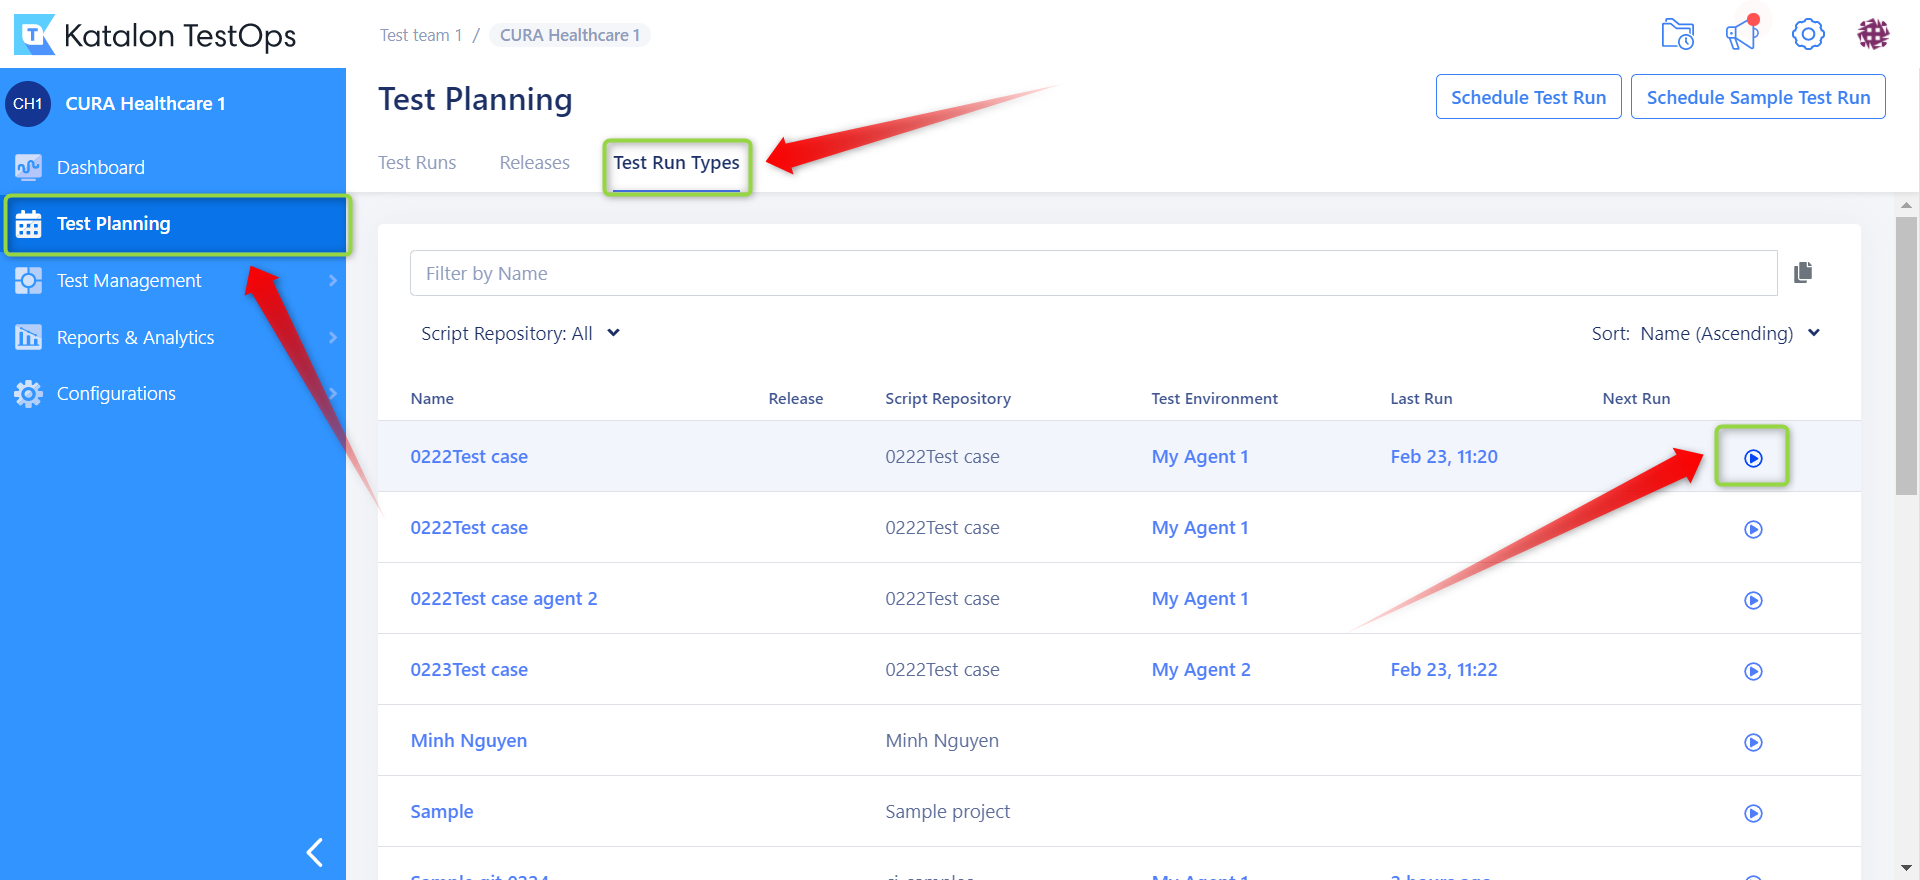 Katalon TestOps
Test team 1 / CURA Healthcare 1
CH1 CURA Healthcare 1
Dashboard
Test Planning
Test Management
Reports & Analytics
Configurations
Test Planning
Schedule Test Run Schedule Sample Test Run
Test Runs Releases Test Run Types
Filter by Name
Script Repository: All Sort: Name (Ascending)
Name Release Script Repository Test Environment Last Run Next Run
0222Test case 0222Test case My Agent 1 Feb 23, 11:20
0222Test case 0222Test case My Agent 1
0222Test case agent 2 0222Test case My Agent 1
0223Test case 0222Test case My Agent 2 Feb 23, 11:22
Minh Nguyen Minh Nguyen
Sample Sample project